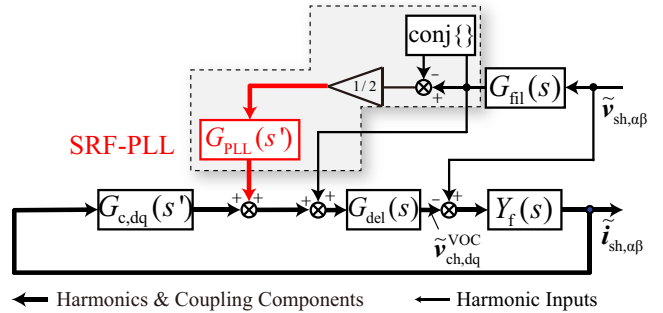 conj{}
1/2
−
+
G_fil(s)
ṽ_sh,αβ
SRF-PLL
G_PLL(s')
G_c,dq(s')
+
+
+
+
G_del(s)
−
+
Y_f(s)
ṽ_ch,dq^VOC
ĩ_sh,αβ
Harmonics & Coupling Components
Harmonic Inputs